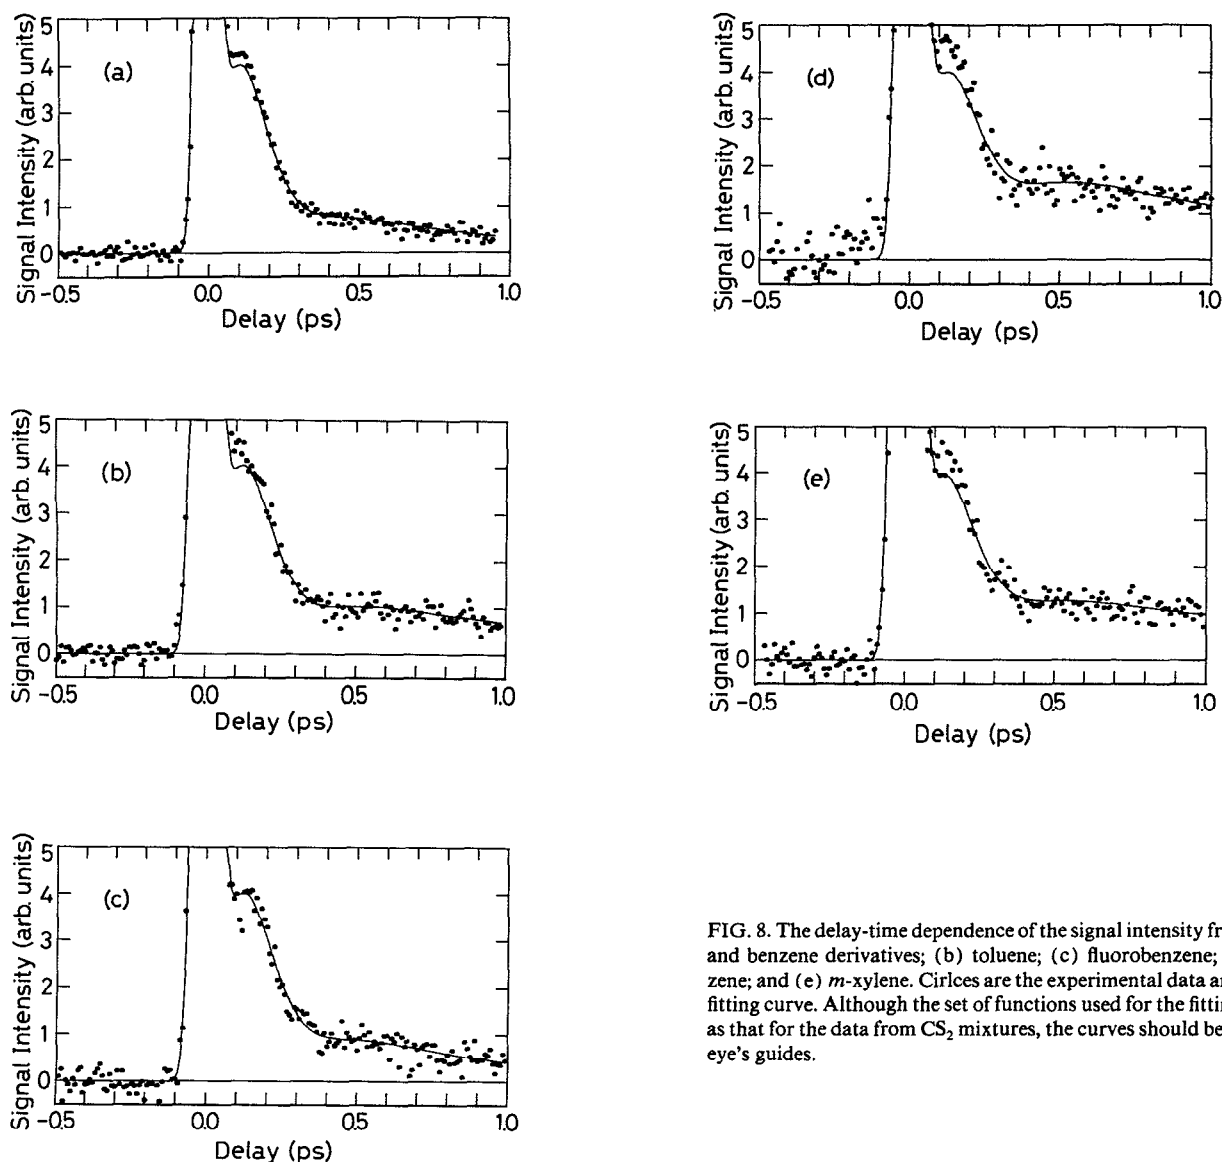 Signal Intensity (arb. units)
5
4
3
2
1
0
(a)
-0.5
0.0
0.5
1.0
Delay (ps)
Signal Intensity (arb. units)
5
4
3
2
1
0
(b)
-0.5
0.0
0.5
1.0
Delay (ps)
Signal Intensity (arb. units)
5
4
3
2
1
0
(c)
-0.5
0.0
0.5
1.0
Delay (ps)
Signal Intensity (arb. units)
5
4
3
2
1
0
(d)
-0.5
0.0
0.5
1.0
Delay (ps)
Signal Intensity (arb. units)
5
4
3
2
1
0
(e)
-0.5
0.0
0.5
1.0
Delay (ps)
FIG. 8. The delay-time dependence of the signal intensity
and benzene derivatives; (b) toluene; (c) fluorobenzene;
zene; and (e) m-xylene. Cirlces are the experimental data
fitting curve. Although the set of functions used for the
as that for the data from CS₂ mixtures, the curves should
eye's guides.